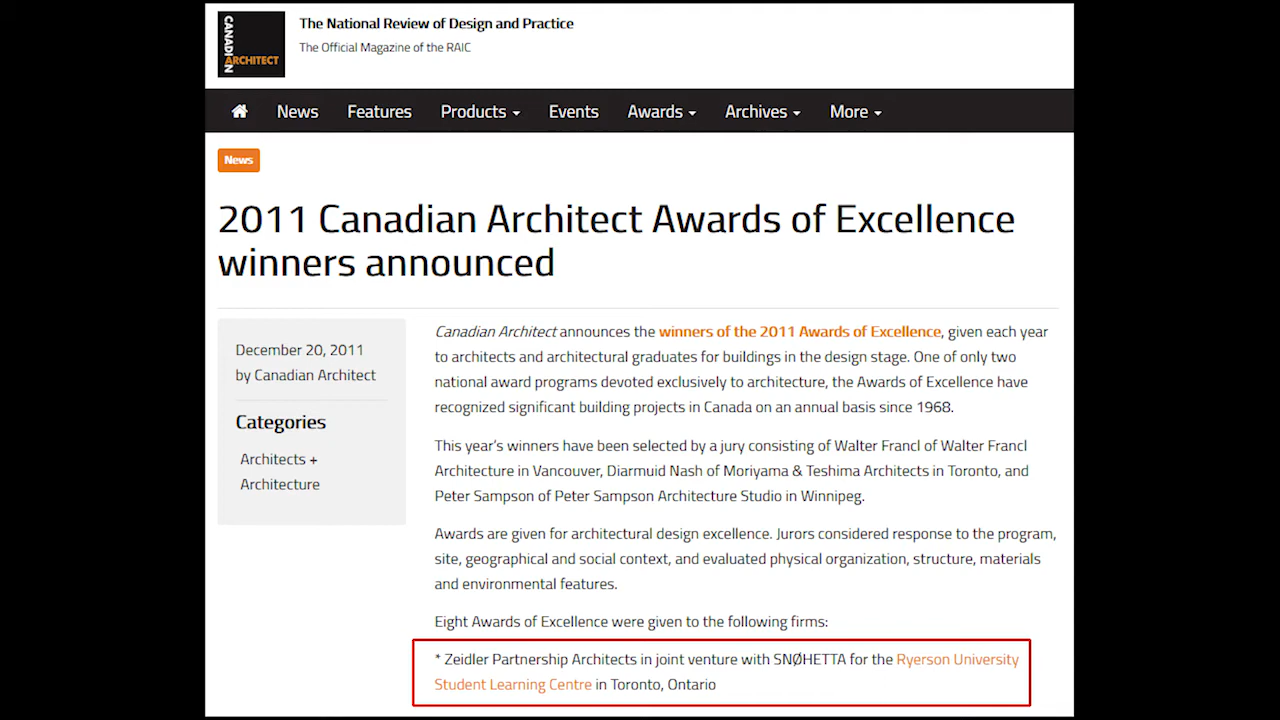 CANADIAN
ARCHITECT
The National Review of Design and Practice
The Official Magazine of the RAIC
News Features Products Events Awards Archives More
News
2011 Canadian Architect Awards of Excellence
winners announced
December 20, 2011
by Canadian Architect
Categories
Architects +
Architecture
Canadian Architect announces the winners of the 2011 Awards of Excellence, given each year
to architects and architectural graduates for buildings in the design stage. One of only two
national award programs devoted exclusively to architecture, the Awards of Excellence have
recognized significant building projects in Canada on an annual basis since 1968.
This year's winners have been selected by a jury consisting of Walter Francl of Walter Francl
Architecture in Vancouver, Diarmuid Nash of Moriyama & Teshima Architects in Toronto, and
Peter Sampson of Peter Sampson Architecture Studio in Winnipeg.
Awards are given for architectural design excellence. Jurors considered response to the program,
site, geographical and social context, and evaluated physical organization, structure, materials
and environmental features.
Eight Awards of Excellence were given to the following firms:
* Zeidler Partnership Architects in joint venture with SNØHETTA for the Ryerson University
Student Learning Centre in Toronto, Ontario